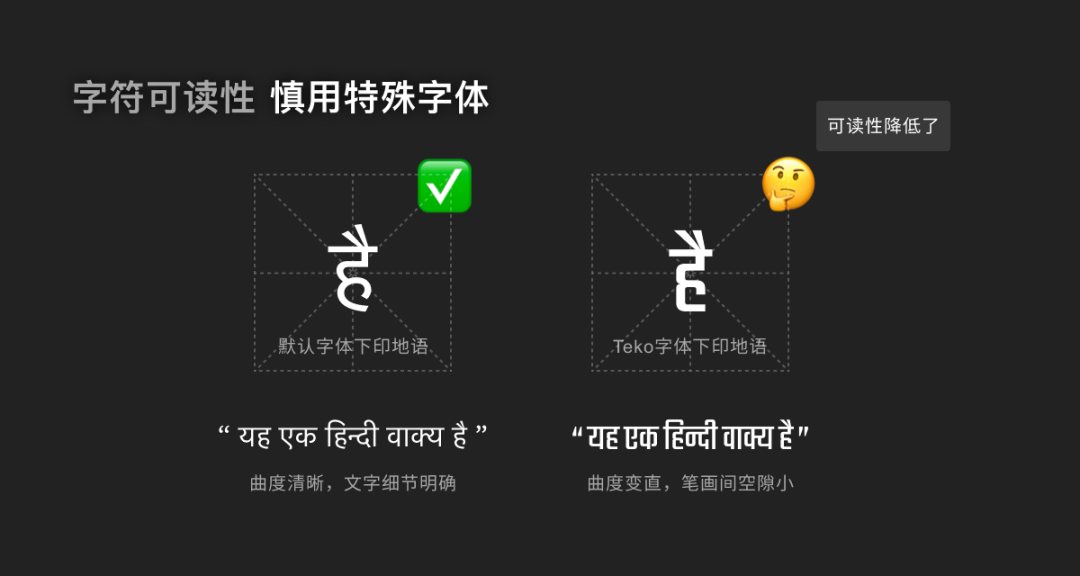 字符可读性 慎用特殊字体
可读性降低了
है
默认字体下印地语
है
Teko字体下印地语
“ यह एक हिन्दी वाक्य है ”
曲度清晰，文字细节明确
“ यह एक हिन्दी वाक्य है ”
曲度变直，笔画间空隙小